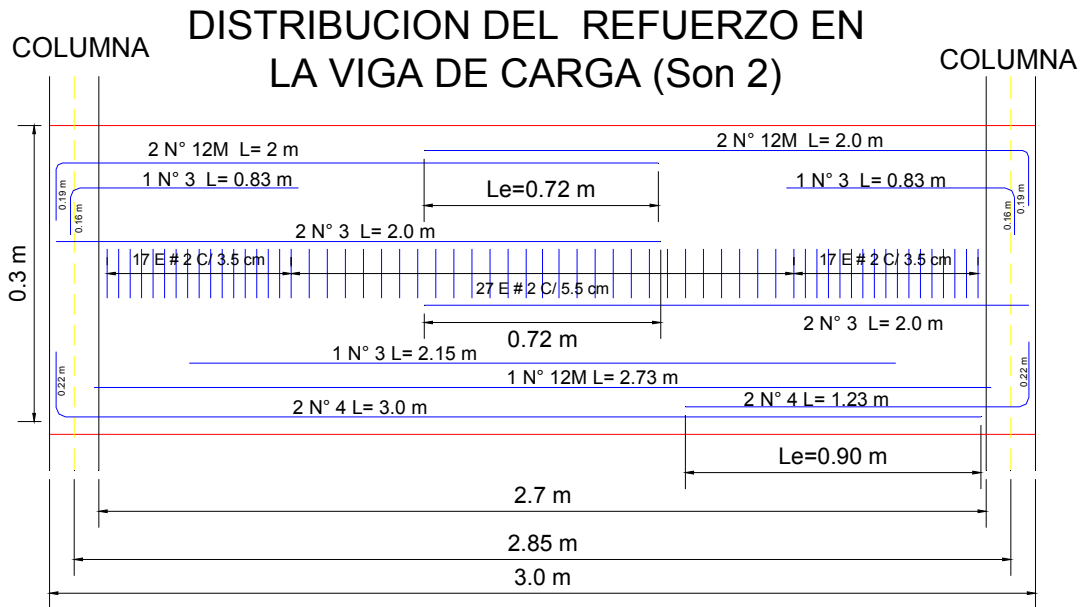 DISTRIBUCION DEL REFUERZO EN
LA VIGA DE CARGA (Son 2)
COLUMNA
COLUMNA
2 N° 12M L= 2 m
2 N° 12M L= 2.0 m
1 N° 3 L= 0.83 m
Le=0.72 m
1 N° 3 L= 0.83 m
0.19 m
0.16 m
0.16 m
0.19 m
2 N° 3 L= 2.0 m
17 E # 2 C/ 3.5 cm
17 E # 2 C/ 3.5 cm
27 E # 2 C/ 5.5 cm
0.3 m
0.72 m
2 N° 3 L= 2.0 m
1 N° 3 L= 2.15 m
1 N° 12M L= 2.73 m
0.22 m
0.22 m
2 N° 4 L= 3.0 m
2 N° 4 L= 1.23 m
Le=0.90 m
2.7 m
2.85 m
3.0 m